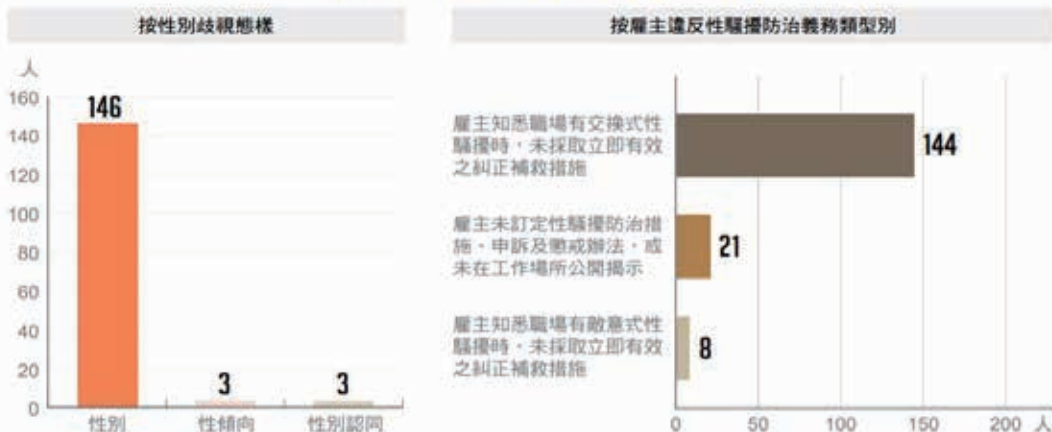 按性別歧視態樣
人
160
140
120
100
80
60
40
20
0
146
3
3
性別
性傾向
性別認同
按雇主違反性騷擾防治義務類型別
雇主知悉職場有交換式性
騷擾時，未採取立即有效
之糾正補救措施
144
雇主未訂定性騷擾防治措
施、申訴及懲戒辦法，或
未在工作場所公開揭示
21
雇主知悉職場有敵意式性
騷擾時，未採取立即有效
之糾正補救措施
8
0 50 100 150 200 人